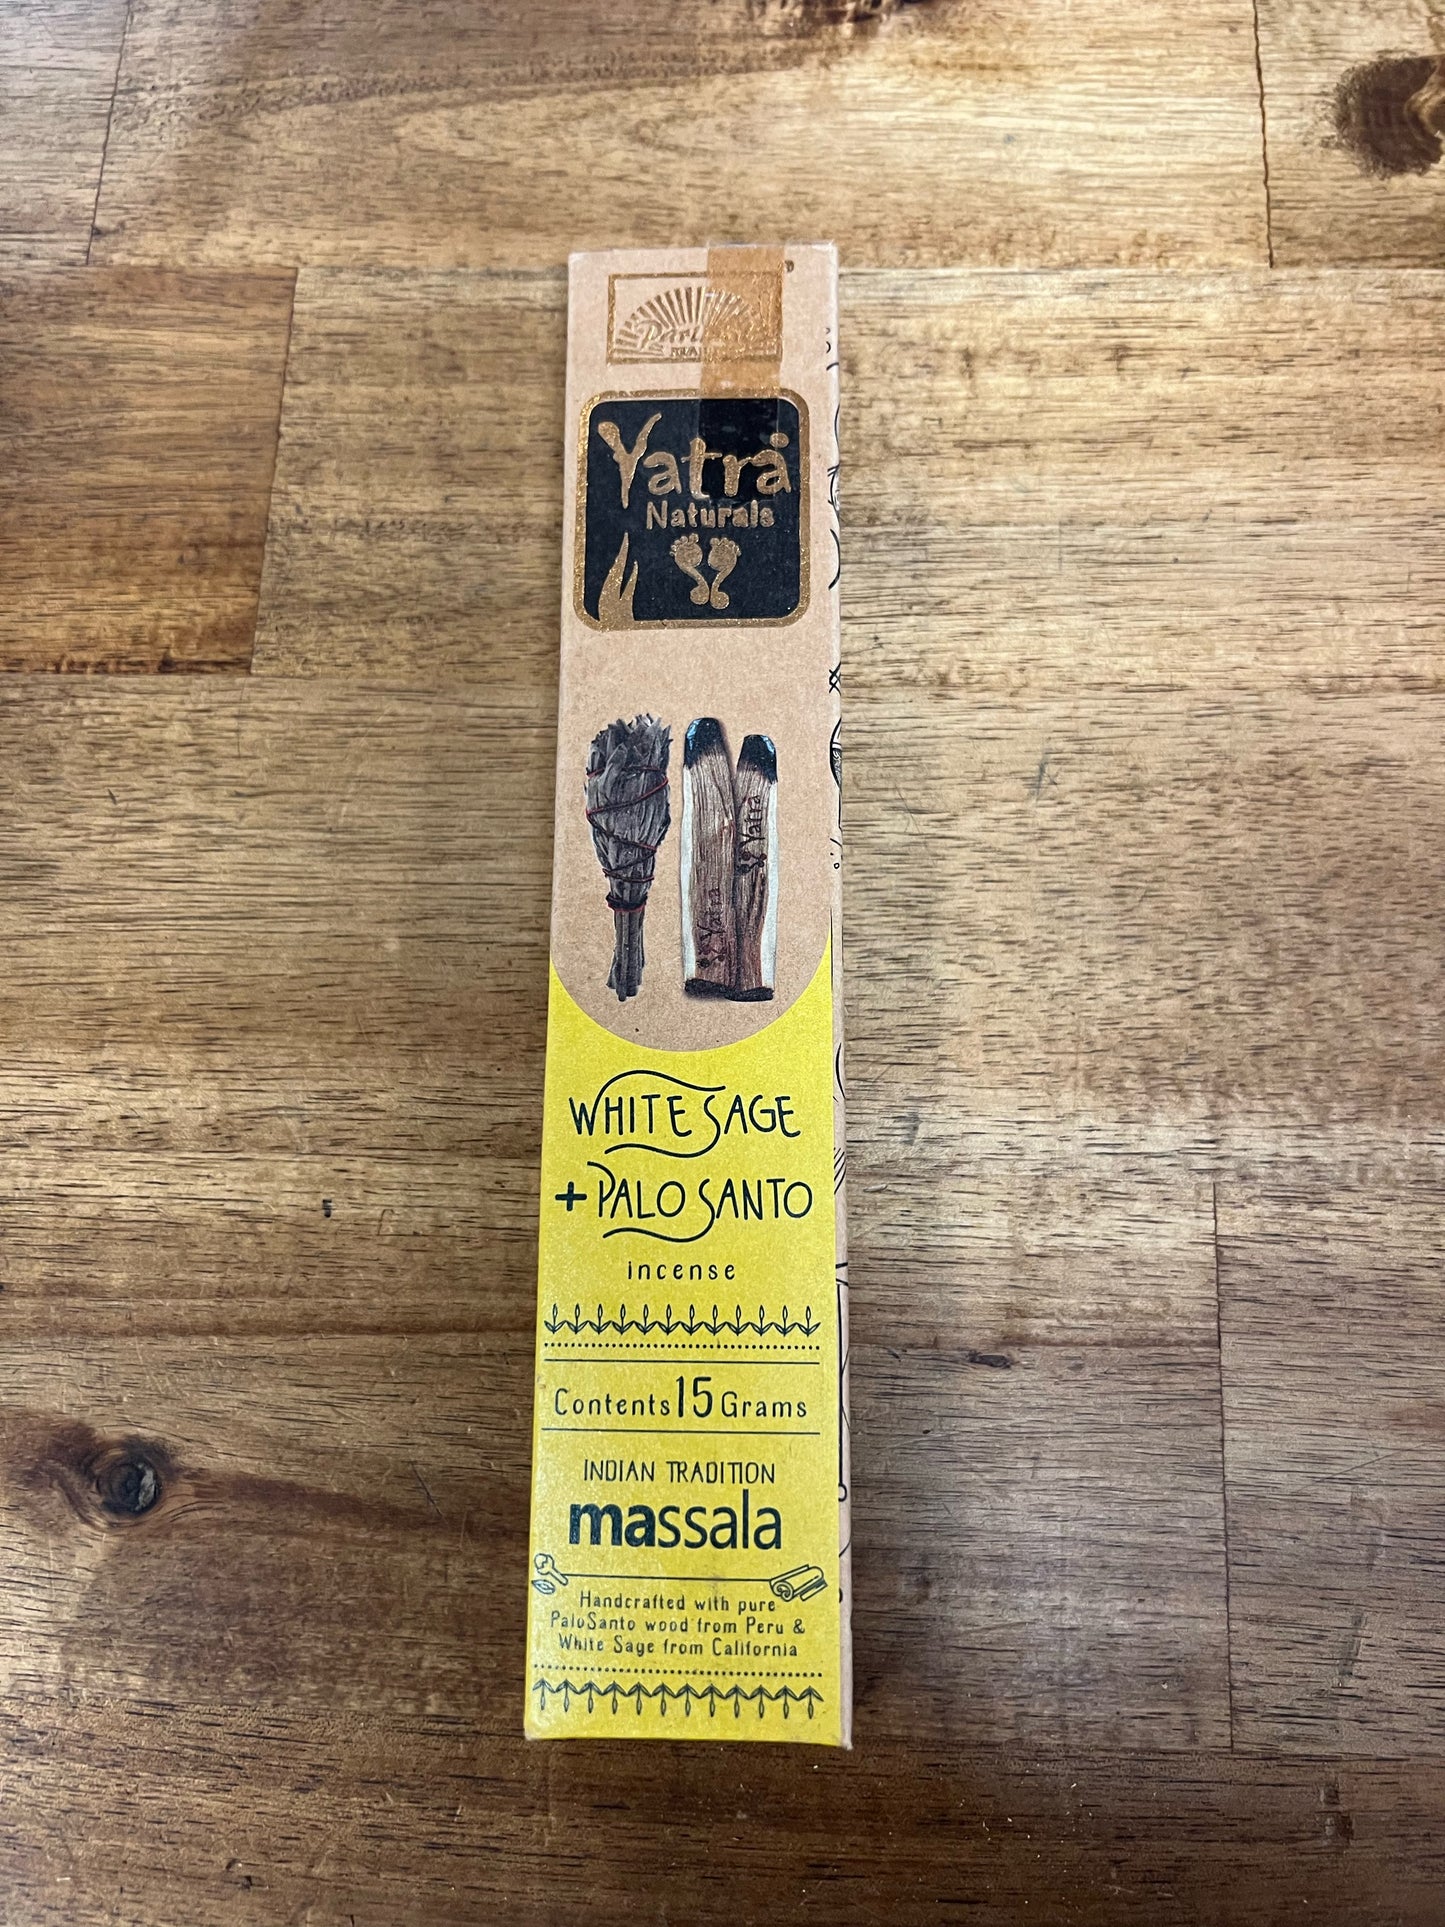 Yatra
Naturals
Yatra
Yatra
WHITE SAGE
+ PALO SANTO
incense
Contents 15 Grams
INDIAN TRADITION
massala
Handcrafted with pure
PaloSanto wood from Peru &
White Sage from California